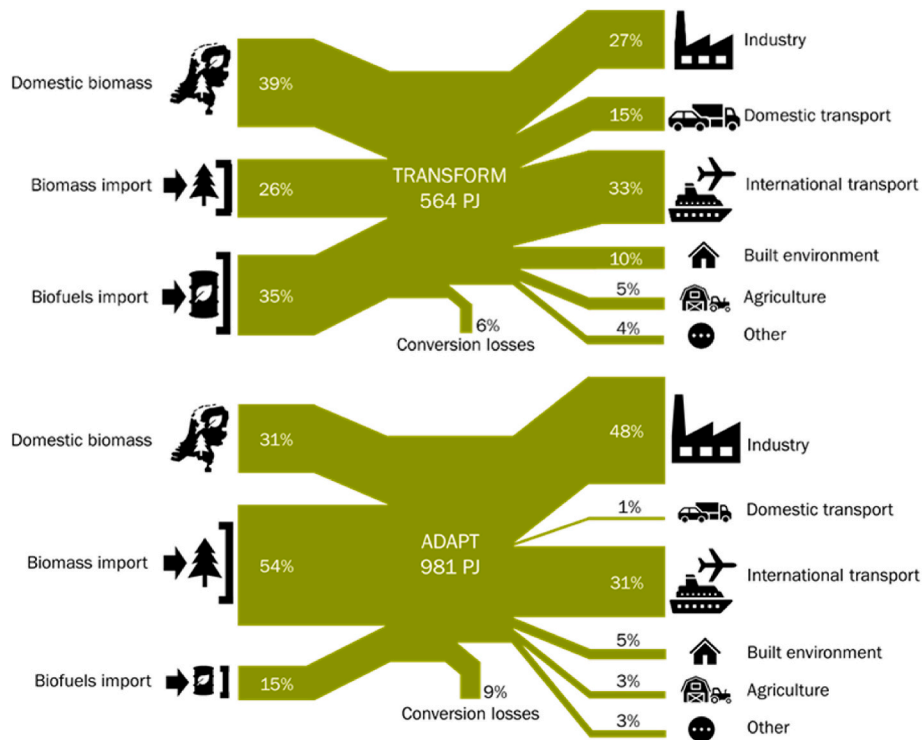 27%
Industry
Domestic biomass
39%
15%
Domestic transport
TRANSFORM
564 PJ
Biomass import
26%
33%
International transport
10%
Built environment
Biofuels import
35%
5%
Agriculture
6%
Conversion losses
4%
Other
Domestic biomass
31%
48%
Industry
1%
Domestic transport
ADAPT
981 PJ
Biomass import
54%
31%
International transport
5%
Built environment
Biofuels import
15%
9%
Conversion losses
3%
Agriculture
3%
Other